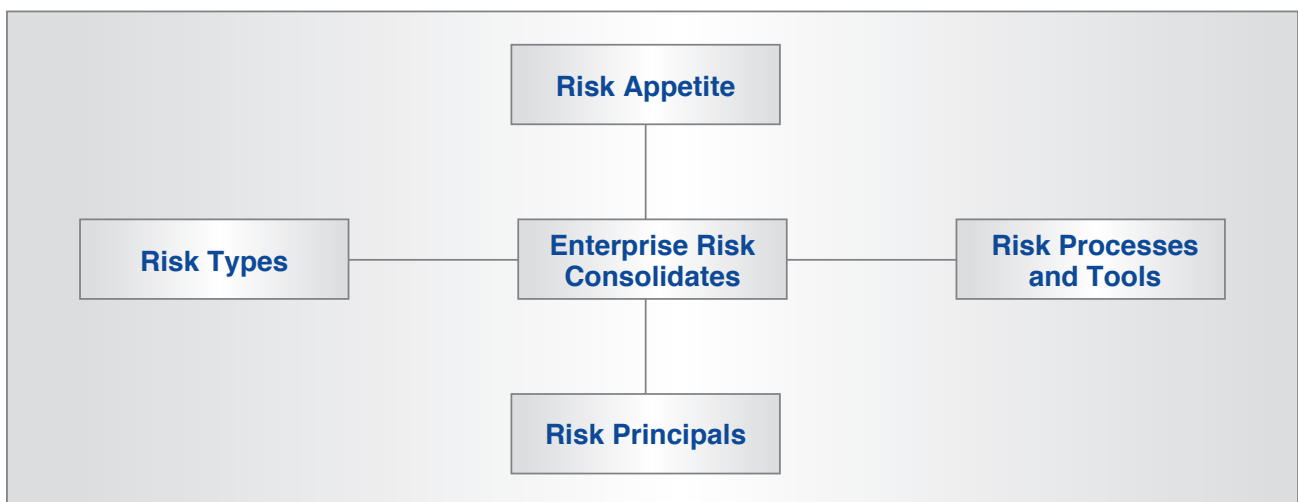 Risk Appetite
Risk Types
Enterprise Risk
Consolidates
Risk Processes
and Tools
Risk Principals